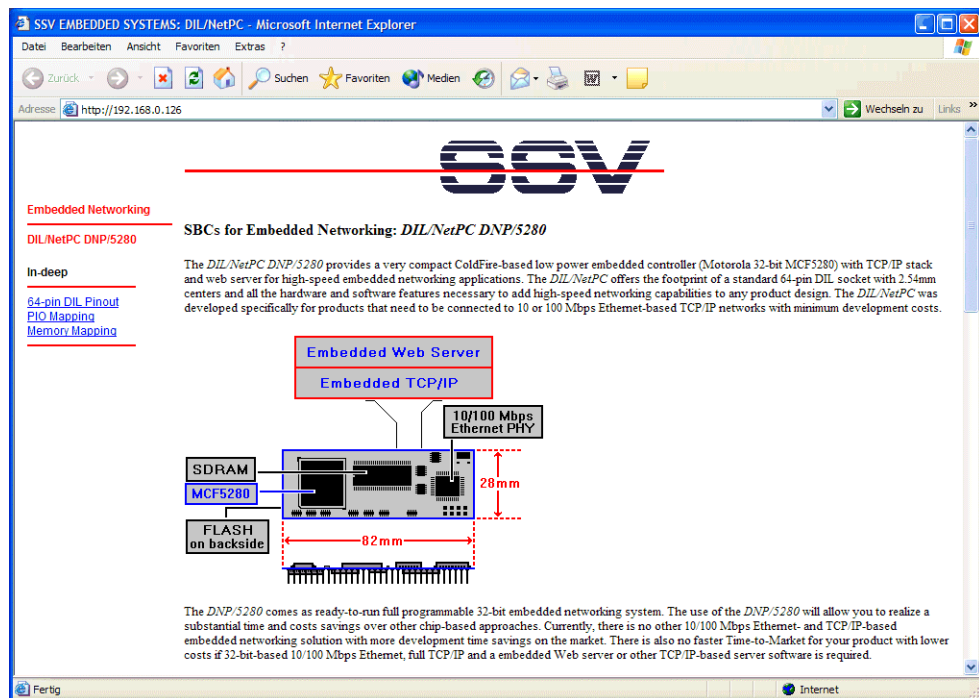 SSV EMBEDDED SYSTEMS: DIL/NetPC - Microsoft Internet Explorer
Datei Bearbeiten Ansicht Favoriten Extras ?
Zurück Suchen Favoriten Medien
Adresse http://192.168.0.126 Wechseln zu Links »
SSV
Embedded Networking
DIL/NetPC DNP/5280
In-deep
64-pin DIL Pinout
PIO Mapping
Memory Mapping
SBCs for Embedded Networking: DIL/NetPC DNP/5280
The DIL/NetPC DNP/5280 provides a very compact ColdFire-based low power embedded controller (Motorola 32-bit MCF5280) with TCP/IP stack
and web server for high-speed embedded networking applications. The DIL/NetPC offers the footprint of a standard 64-pin DIL socket with 2.54mm
centers and all the hardware and software features necessary to add high-speed networking capabilities to any product design. The DIL/NetPC was
developed specifically for products that need to be connected to 10 or 100 Mbps Ethernet-based TCP/IP networks with minimum development costs.
Embedded Web Server
Embedded TCP/IP
10/100 Mbps
Ethernet PHY
SDRAM
MCF5280
28mm
FLASH
on backside
82mm
The DNP/5280 comes as ready-to-run full programmable 32-bit embedded networking system. The use of the DNP/5280 will allow you to realize a
substantial time and costs savings over other chip-based approaches. Currently, there is no other 10/100 Mbps Ethernet- and TCP/IP-based
embedded networking solution with more development time savings on the market. There is also no faster Time-to-Market for your product with lower
costs if 32-bit-based 10/100 Mbps Ethernet, full TCP/IP and a embedded Web server or other TCP/IP-based server software is required.
Fertig Internet